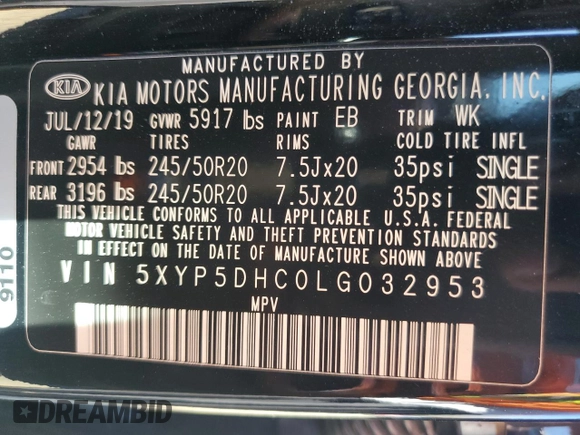 MANUFACTURED BY
KIA KIA MOTORS MANUFACTURING GEORGIA, INC.
JUL/12/19 GVWR 5917 lbs PAINT EB TRIM WK
GAWR TIRES RIMS COLD TIRE INFL
FRONT 2954 lbs 245/50R20 7.5Jx20 35psi SINGLE
REAR 3196 lbs 245/50R20 7.5Jx20 35psi SINGLE
THIS VEHICLE CONFORMS TO ALL APPLICABLE U.S.A. FEDERAL
MOTOR VEHICLE SAFETY AND THEFT PREVENTION STANDARDS
IN EFFECT ON THE DATE OF MANUFACTURE SHOWN ABOVE.
VIN 5XYP5DHC0LG032953
MPV
9110
DREAMBID